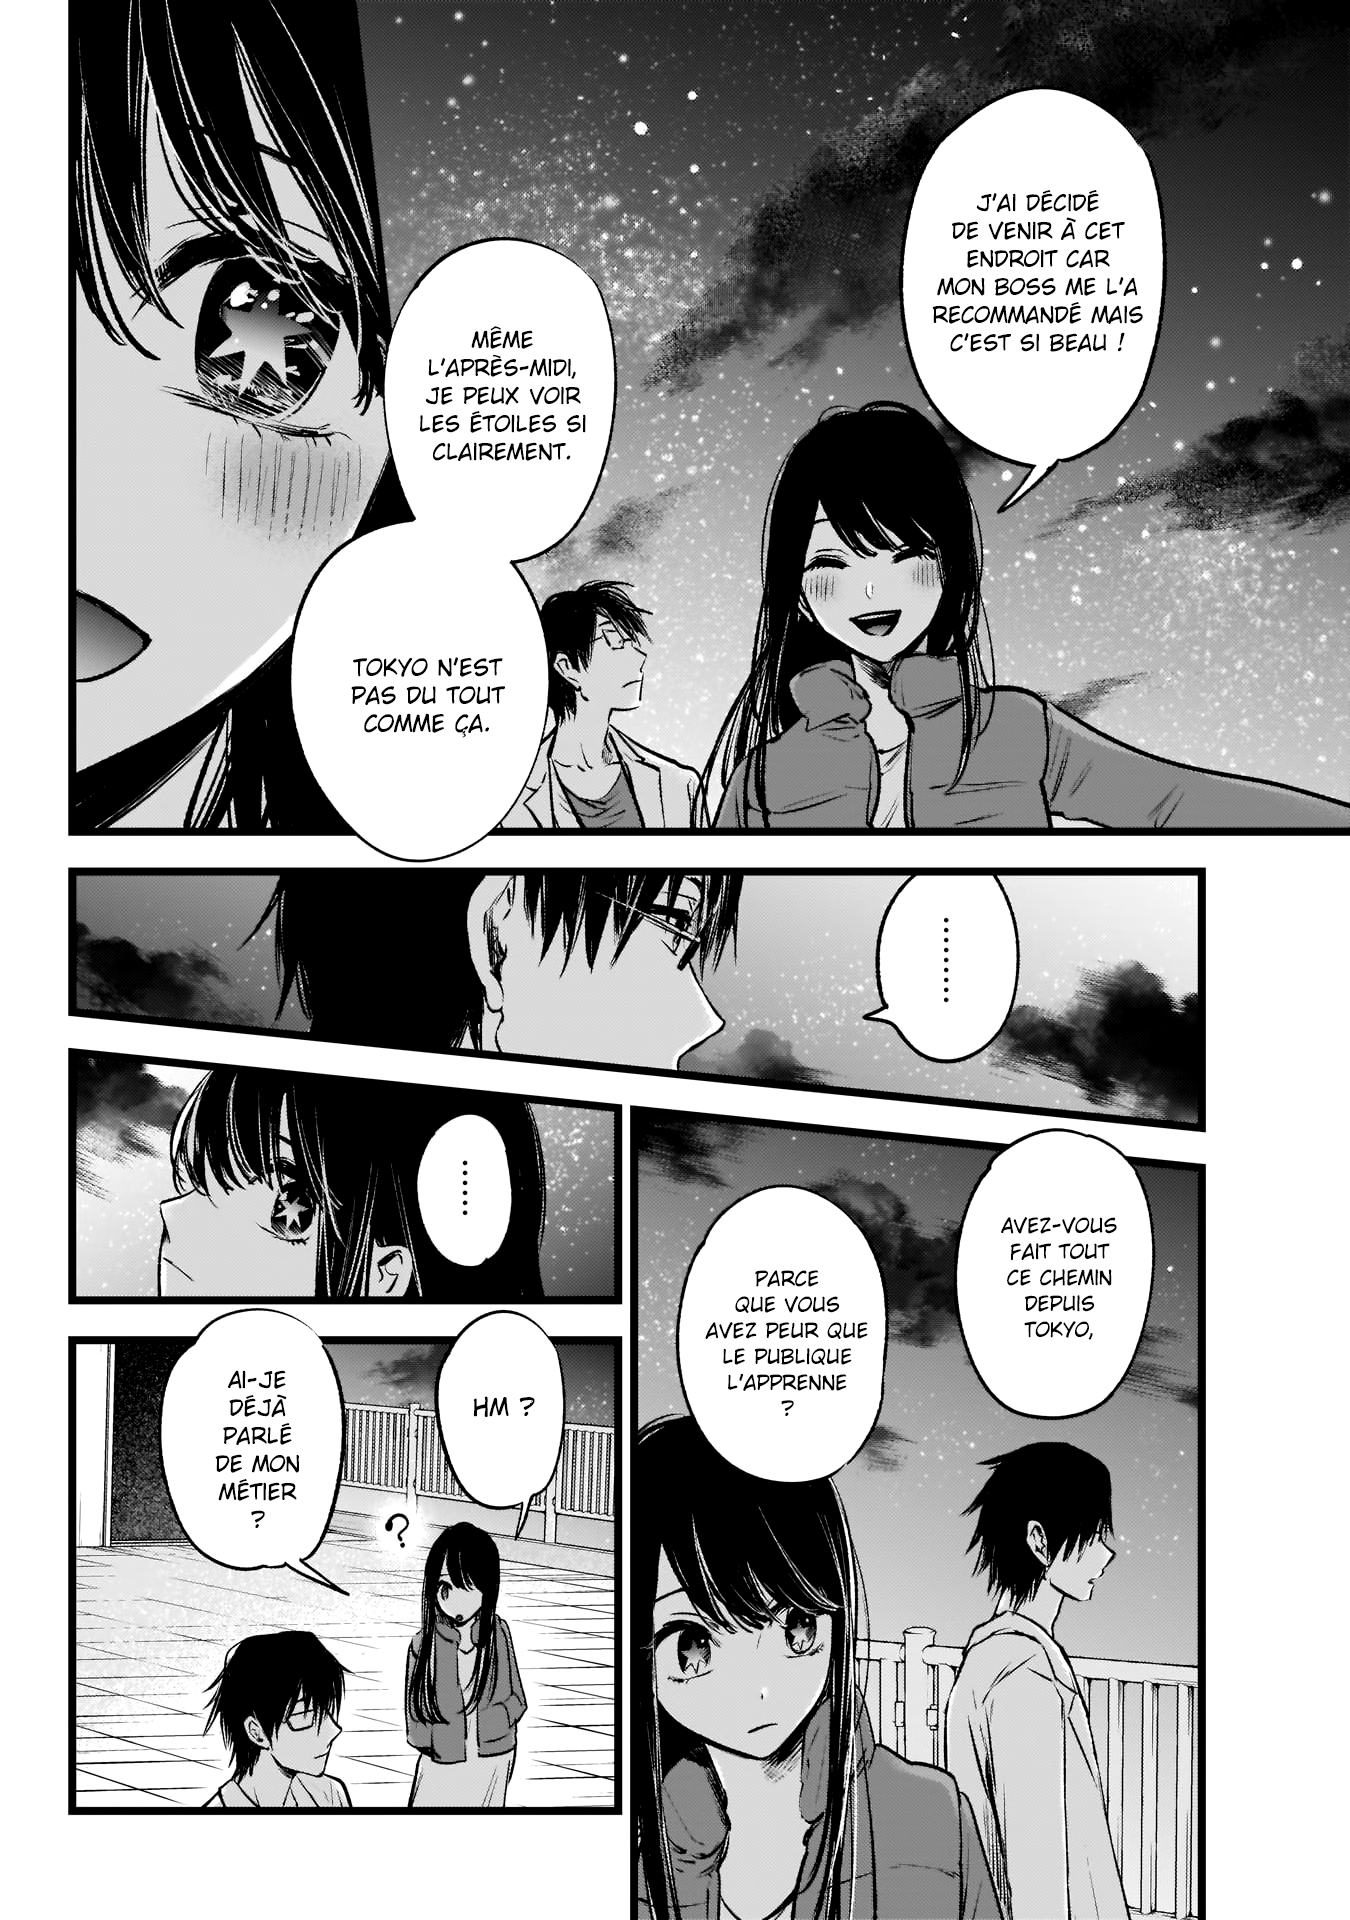 J'AI DÉCIDÉ
DE VENIR À CET
ENDROIT CAR
MON BOSS ME L'A
RECOMMANDÉ MAIS
C'EST SI BEAU !
MÊME
L'APRÈS-MIDI,
JE PEUX VOIR
LES ÉTOILES SI
CLAIREMENT.
TOKYO N'EST
PAS DU TOUT
COMME ÇA.
.........
AVEZ-VOUS
FAIT TOUT
CE CHEMIN
DEPUIS
TOKYO,
PARCE
QUE VOUS
AVEZ PEUR QUE
LE PUBLIQUE
L'APPRENNE
?
......
HM ?
?
AI-JE
DÉJÀ
PARLÉ
DE MON
MÉTIER
?